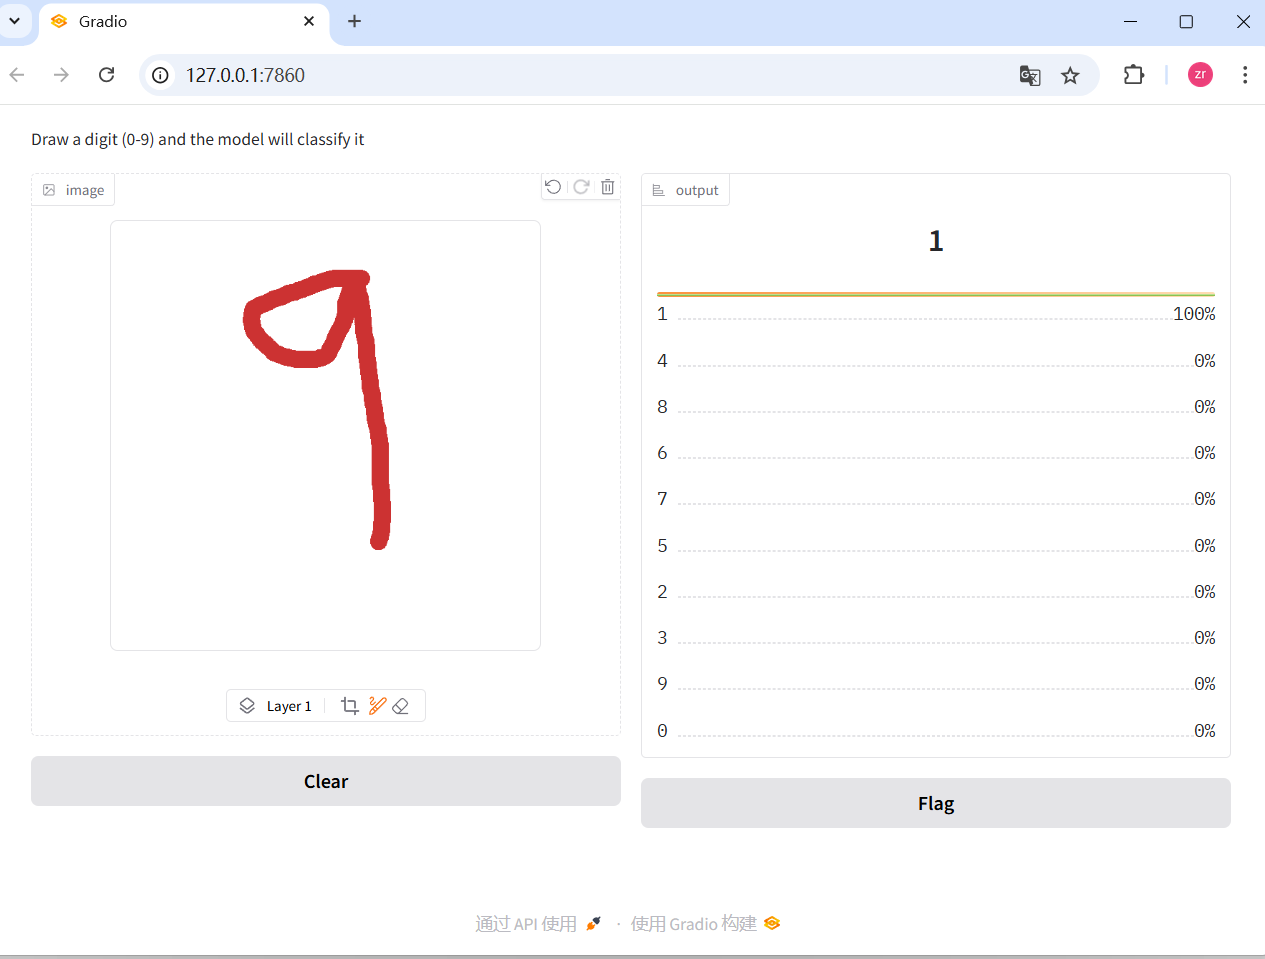 Gradio
127.0.0.1:7860
zr
Draw a digit (0-9) and the model will classify it
image
9
Layer 1
Clear
output
1
1 100%
4 0%
8 0%
6 0%
7 0%
5 0%
2 0%
3 0%
9 0%
0 0%
Flag
通过 API 使用 · 使用 Gradio 构建